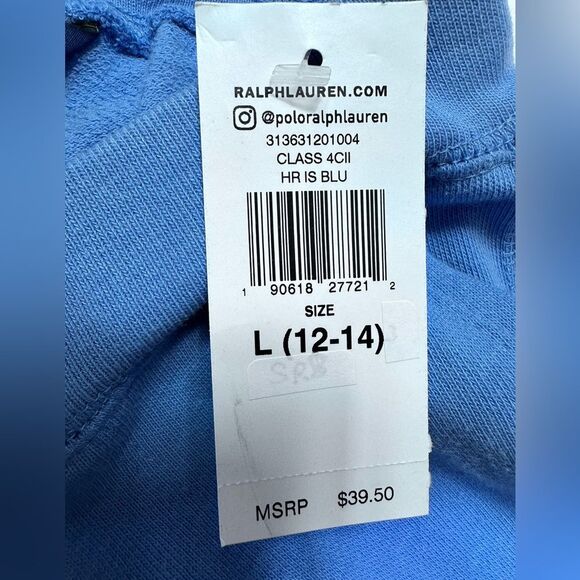 RALPHLAUREN.COM
@poloralphlauren
313631201004
CLASS 4CII
HR IS BLU
1 90618 27721 2
SIZE
L (12-14)
MSRP $39.50